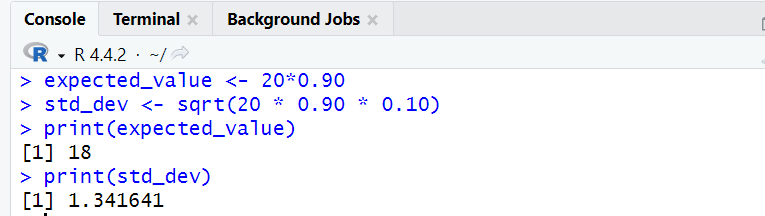 Console Terminal × Background Jobs ×
R R 4.4.2 · ~/
> expected_value <- 20*0.90
> std_dev <- sqrt(20 * 0.90 * 0.10)
> print(expected_value)
[1] 18
> print(std_dev)
[1] 1.341641